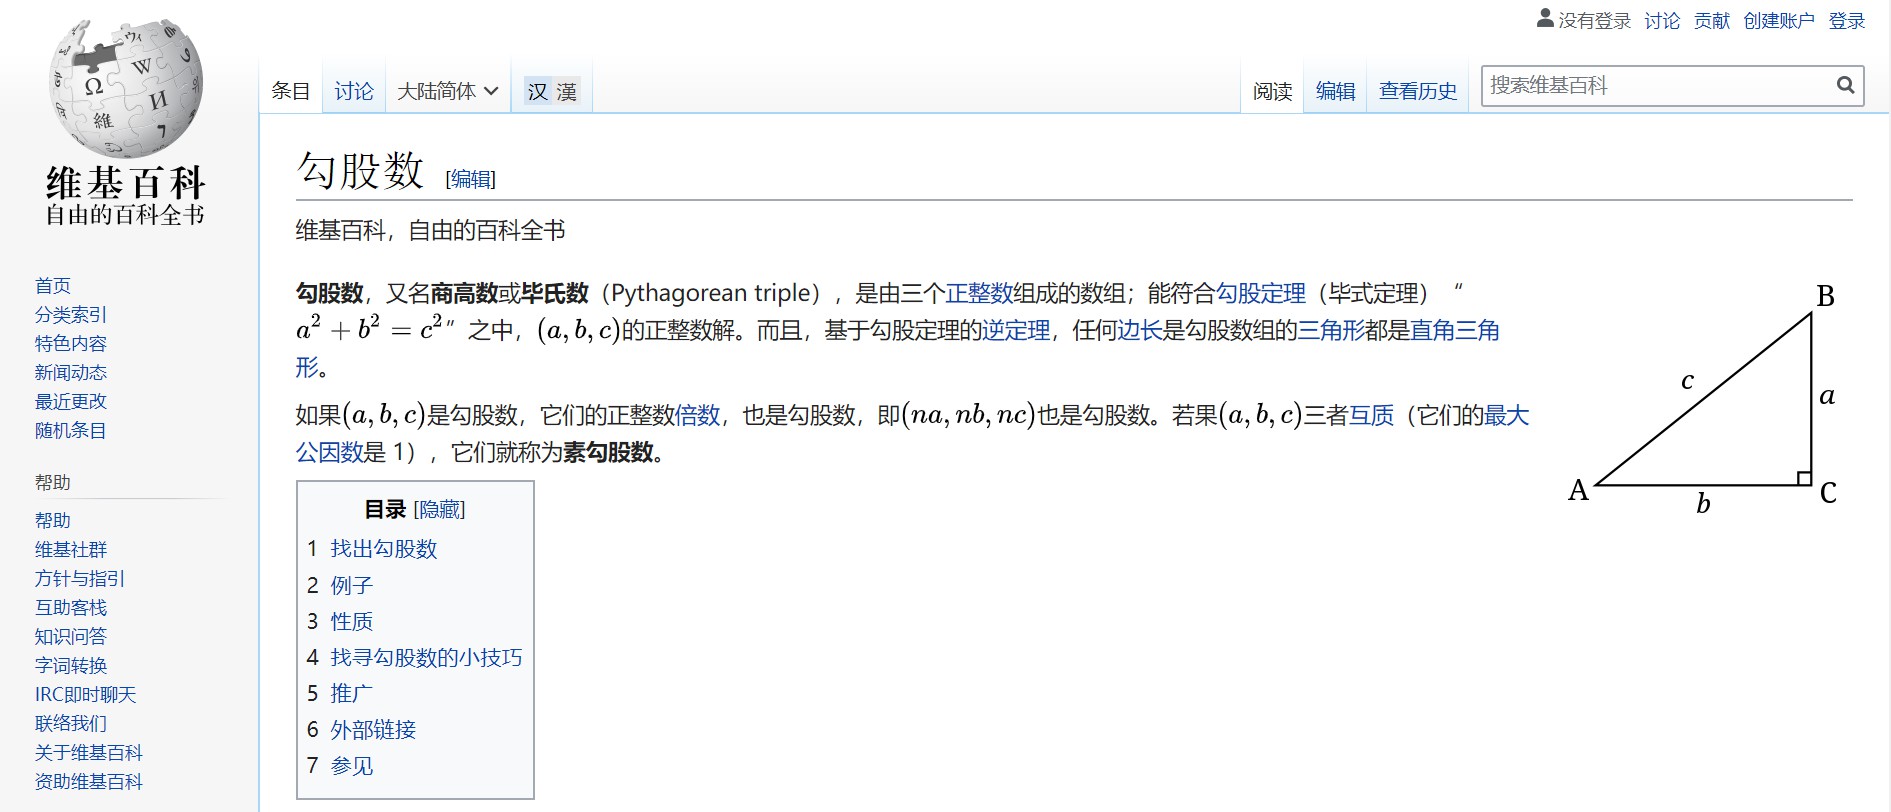 没有登录 讨论 贡献 创建账户 登录
条目 讨论 大陆简体 汉 漢 阅读 编辑 查看历史 搜索维基百科
Ω W И 維 ウィ ר
维基百科
自由的百科全书
首页
分类索引
特色内容
新闻动态
最近更改
随机条目
帮助
帮助
维基社群
方针与指引
互助客栈
知识问答
字词转换
IRC即时聊天
联络我们
关于维基百科
资助维基百科
勾股数 [编辑]
维基百科，自由的百科全书
勾股数，又名商高数或毕氏数（Pythagorean triple），是由三个正整数组成的数组；能符合勾股定理（毕式定理）“
a² + b² = c²” 之中，(a, b, c)的正整数解。而且，基于勾股定理的逆定理，任何边长是勾股数组的三角形都是直角三角
形。
如果(a, b, c)是勾股数，它们的正整数倍数，也是勾股数，即(na, nb, nc)也是勾股数。若果(a, b, c)三者互质（它们的最大
公因数是 1），它们就称为素勾股数。
目录 [隐藏]
1 找出勾股数
2 例子
3 性质
4 找寻勾股数的小技巧
5 推广
6 外部链接
7 参见
B
c
a
A
b
C